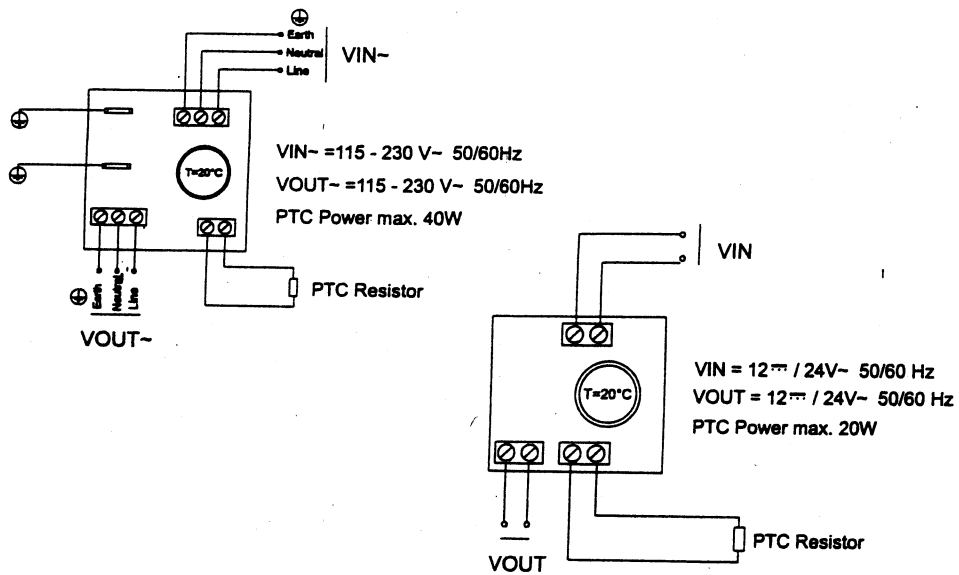 Earth
Neutral
Line
VIN~
T=20°C
VIN~ =115 - 230 V~ 50/60Hz
VOUT~ =115 - 230 V~ 50/60Hz
PTC Power max. 40W
Earth
Neutral
Line
VOUT~
PTC Resistor
VIN
T=20°C
VIN = 12⎓ / 24V~ 50/60 Hz
VOUT = 12⎓ / 24V~ 50/60 Hz
PTC Power max. 20W
VOUT
PTC Resistor